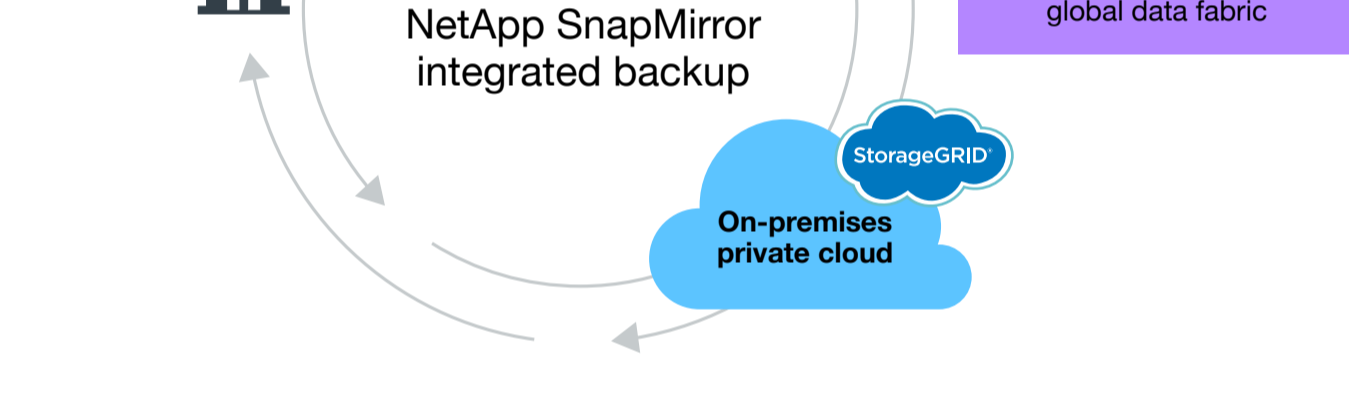 global data fabric
NetApp SnapMirror
integrated backup
StorageGRID®
On-premises
private cloud